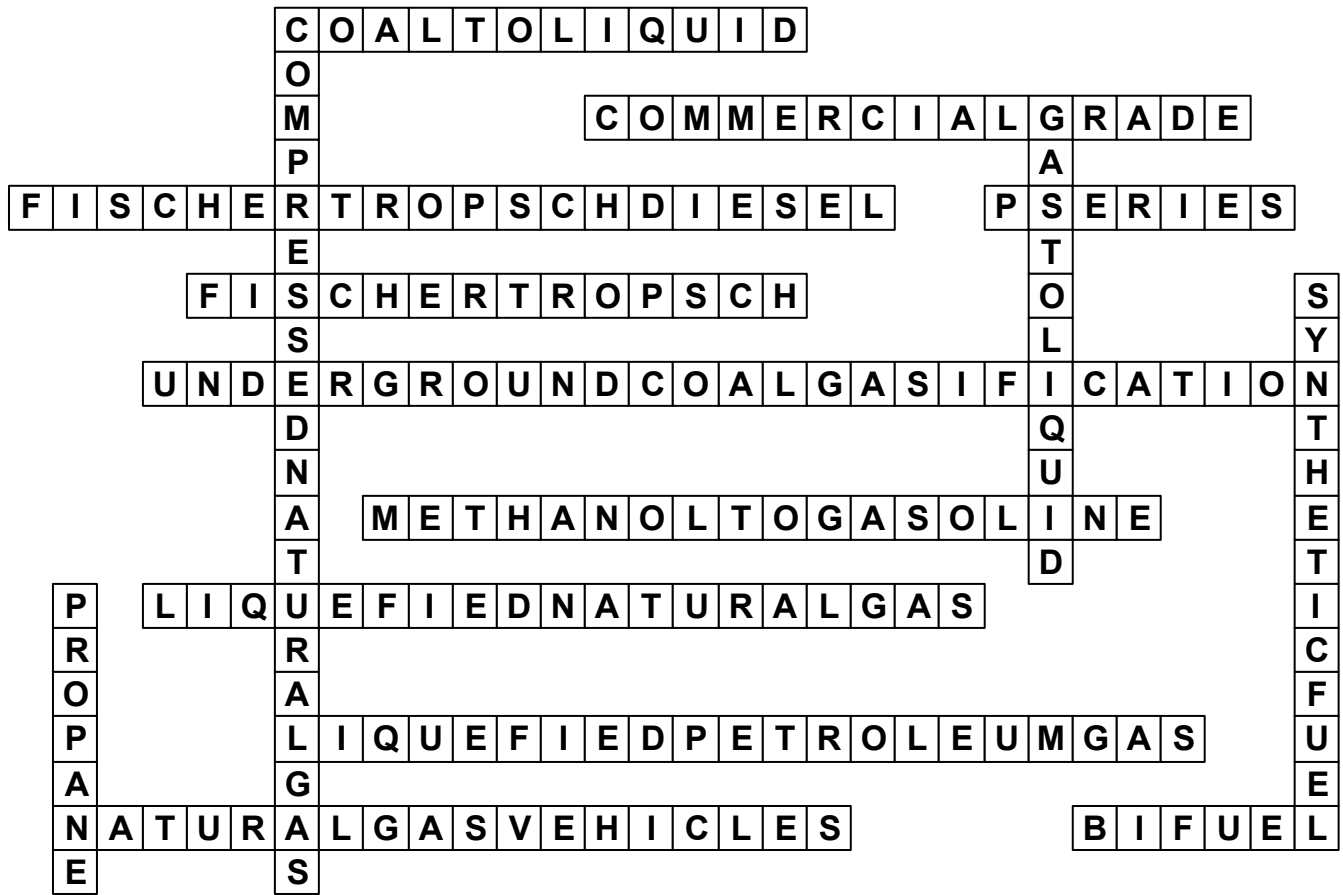 COALTOLIQUID
COMPRESSEDNATURALGAS
COMMERCIALGRADE
GASTOLIQUID
FISCHERTROPSCHDIESEL
PSERIES
FISCHERTROPSCH
SYNTHETICFUEL
UNDERGROUNDCOALGASIFICATION
METHANOLTOGASOLINE
PROPANE
LIQUEFIEDNATURALGAS
LIQUEFIEDPETROLEUMGAS
NATURALGASVEHICLES
BIFUEL